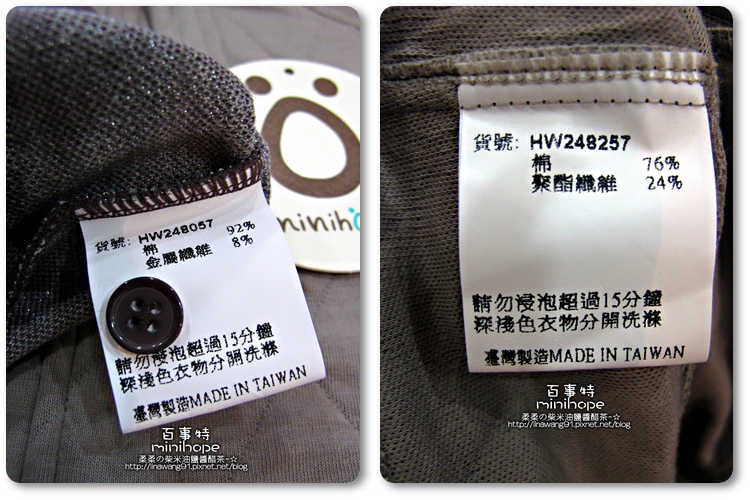 minih
貨號: HW248057
棉 92%
金屬纖維 8%
請勿浸泡超過15分鐘
深淺色衣物分開洗滌
臺灣製造MADE IN TAIWAN
百事特
minihope
柔柔の柴米油鹽醬醋茶-☆
http://linawang91.pixnet.net/blog
貨號: HW248257
棉 76%
聚酯纖維 24%
請勿浸泡超過15分鐘
深淺色衣物分開洗滌
臺灣製造MADE IN TAIWAN
百事特
minihope
柔柔の柴米油鹽醬醋茶-☆
http://linawang91.pixnet.net/blog